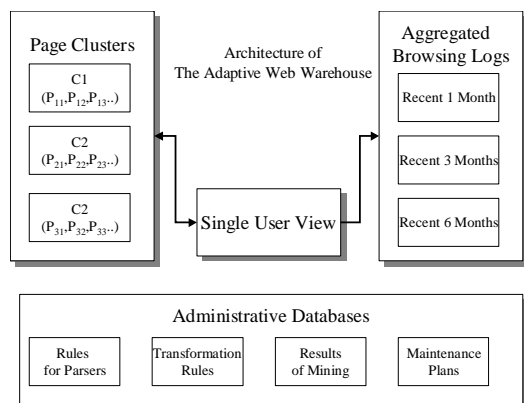 Page Clusters
C1
(P11,P12,P13..)
C2
(P21,P22,P23..)
C2
(P31,P32,P33..)
Architecture of
The Adaptive Web Warehouse
Single User View
Aggregated
Browsing Logs
Recent 1 Month
Recent 3 Months
Recent 6 Months
Administrative Databases
Rules
for Parsers
Transformation
Rules
Results
of Mining
Maintenance
Plans